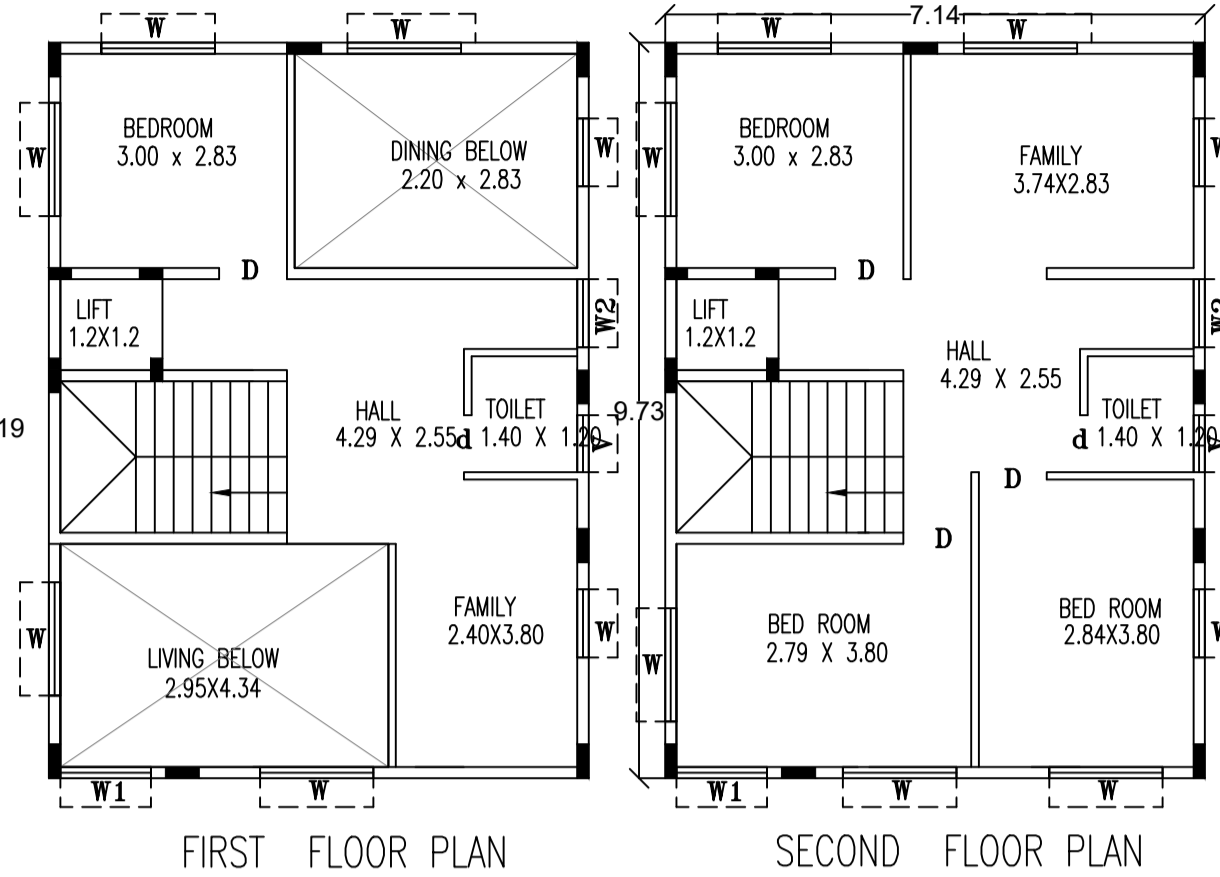 W
W
W
BEDROOM
3.00 x 2.83
DINING BELOW
2.20 x 2.83
W
D
LIFT
1.2X1.2
W2
HALL
4.29 X 2.55
d
TOILET
1.40 X 1.20
V
19
FAMILY
2.40X3.80
W
W
LIVING BELOW
2.95X4.34
W1
W
FIRST FLOOR PLAN
7.14
W
W
W
BEDROOM
3.00 x 2.83
FAMILY
3.74X2.83
W
D
LIFT
1.2X1.2
W2
HALL
4.29 X 2.55
9.73
d
TOILET
1.40 X 1.20
V
D
D
BED ROOM
2.79 X 3.80
BED ROOM
2.84X3.80
W
W
W1
W
W
SECOND FLOOR PLAN